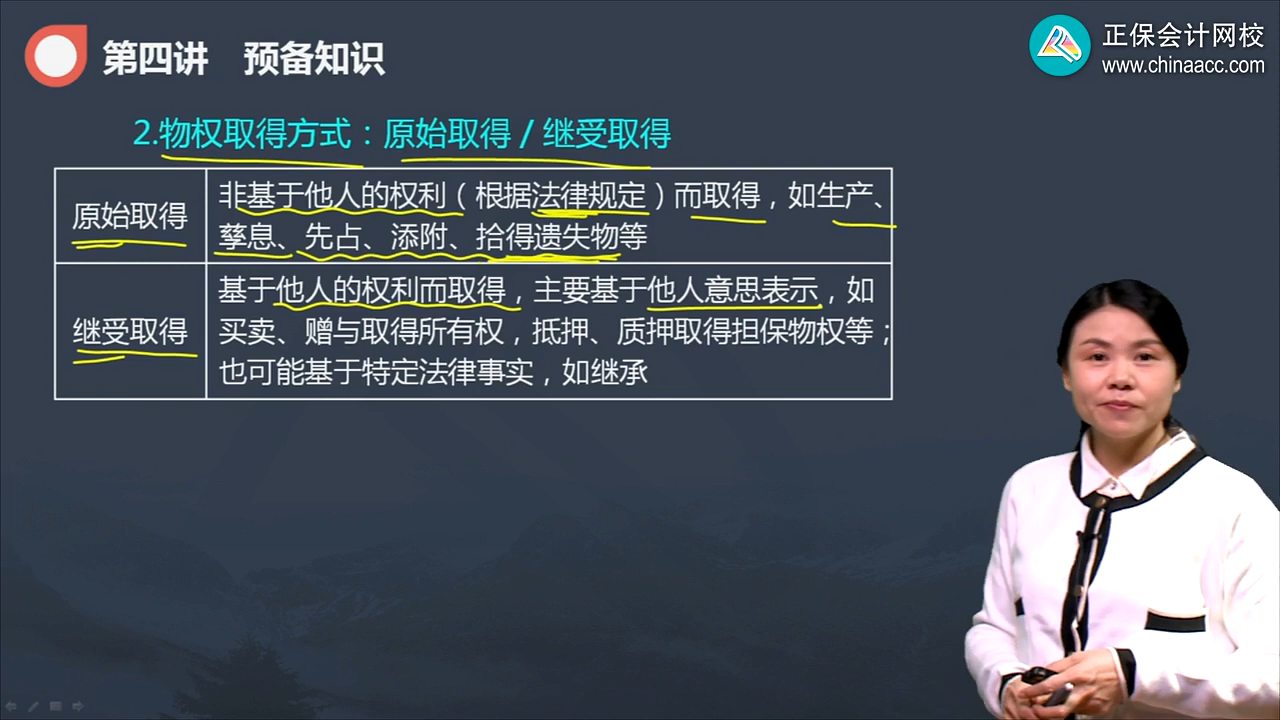 第四讲 预备知识
正保会计网校
www.chinaacc.com
2.物权取得方式：原始取得/继受取得
原始取得
非基于他人的权利（根据法律规定）而取得，如生产、
孳息、先占、添附、拾得遗失物等
继受取得
基于他人的权利而取得，主要基于他人意思表示，如
买卖、赠与取得所有权，抵押、质押取得担保物权等；
也可能基于特定法律事实，如继承